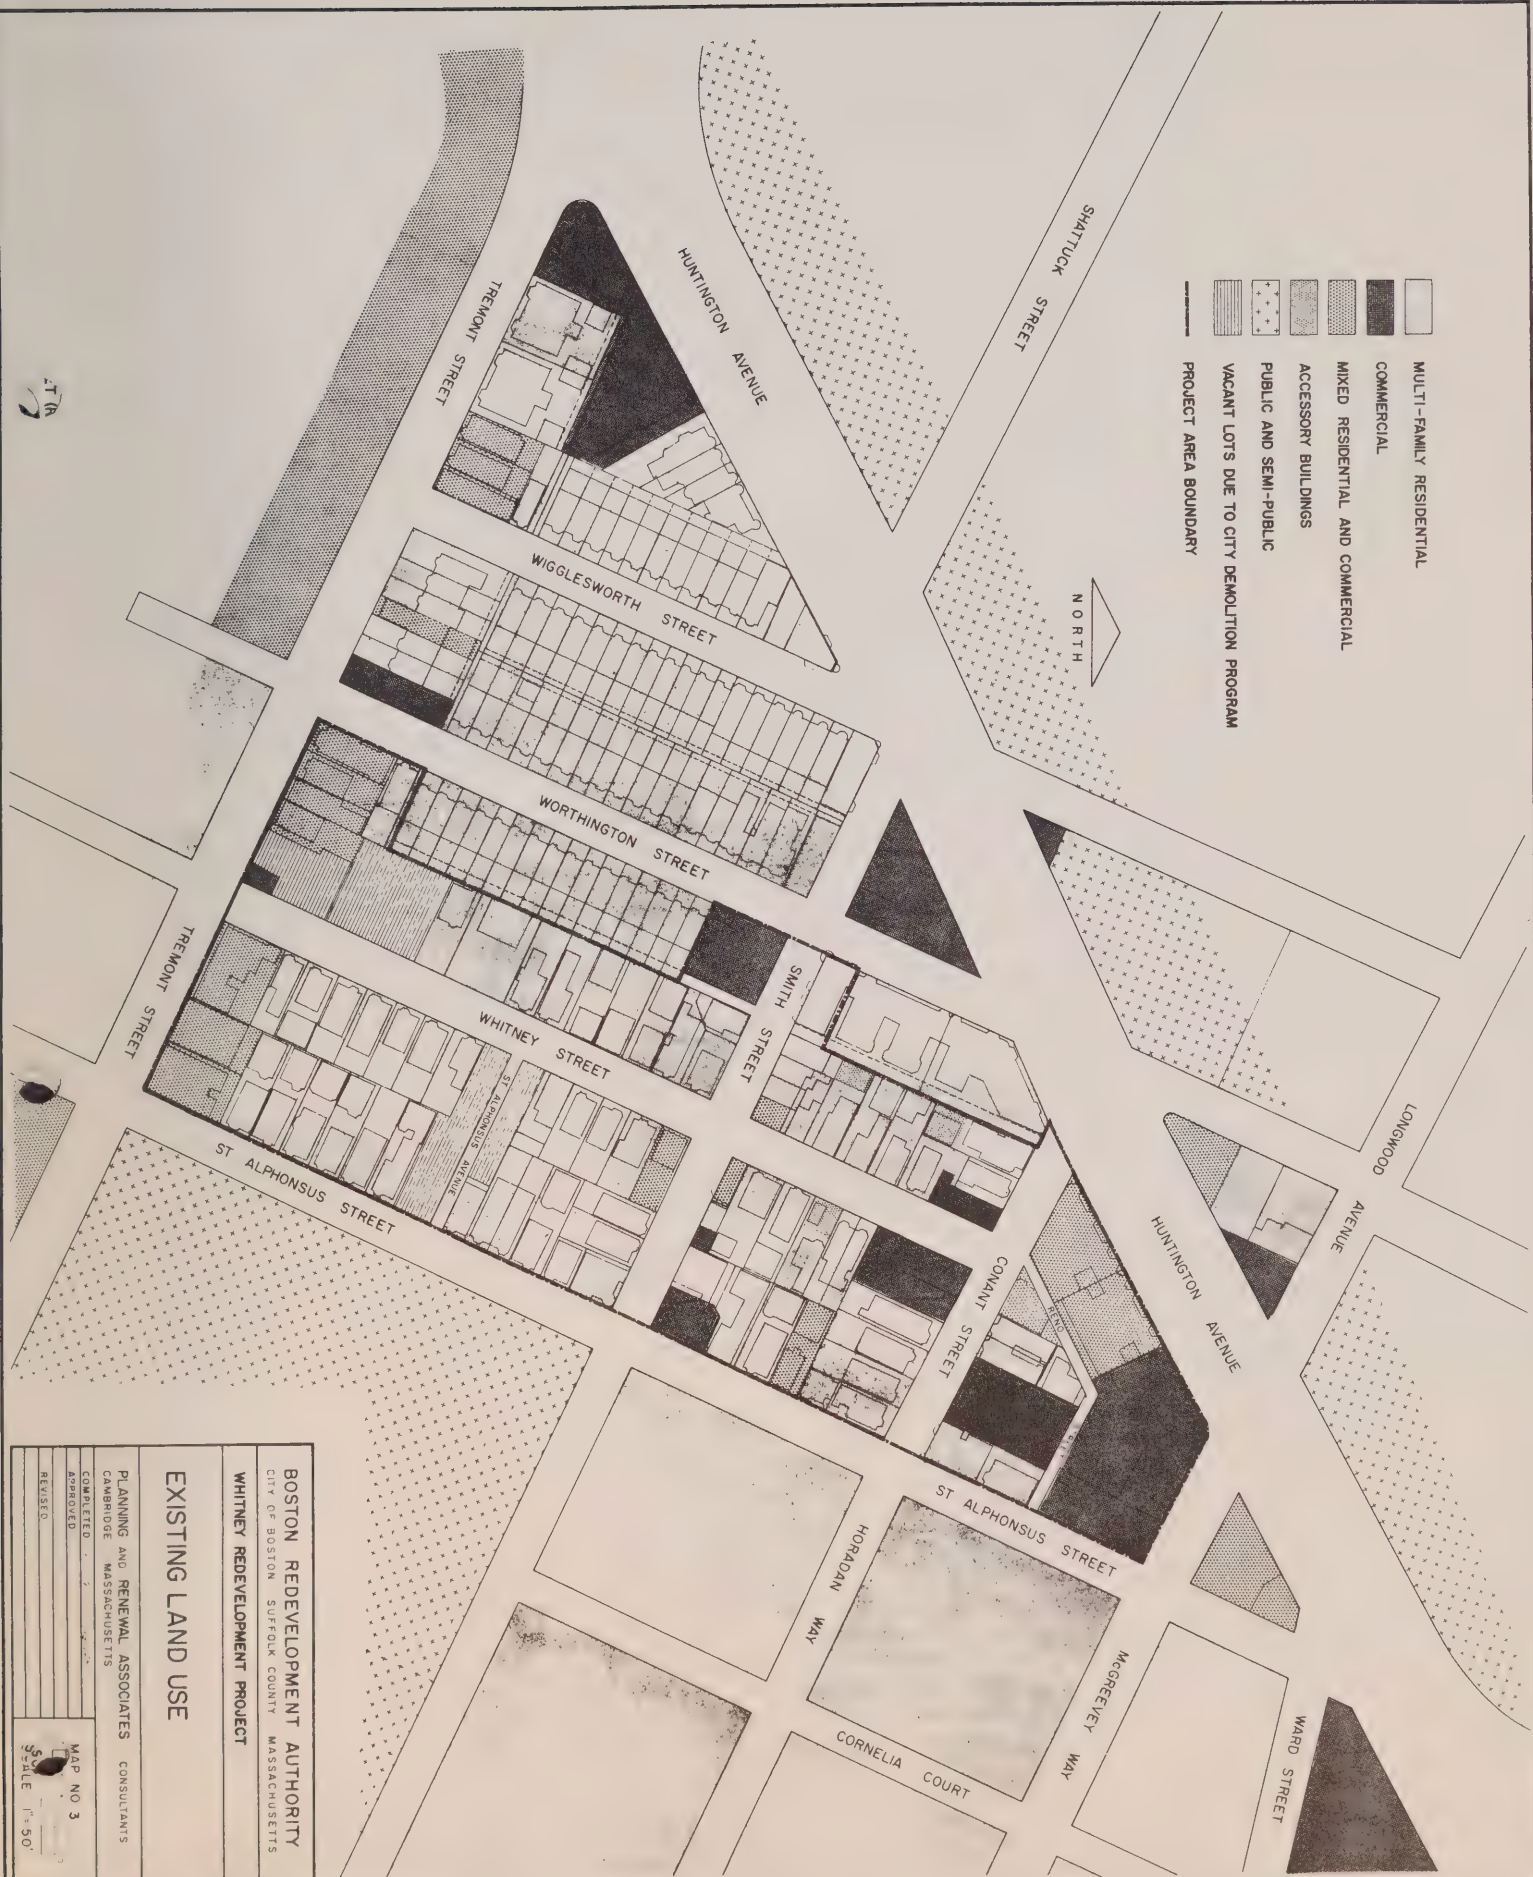 MULTI-FAMILY RESIDENTIAL
COMMERCIAL
MIXED RESIDENTIAL AND COMMERCIAL
ACCESSORY BUILDINGS
PUBLIC AND SEMI-PUBLIC
VACANT LOTS DUE TO CITY DEMOLITION PROGRAM
PROJECT AREA BOUNDARY
NORTH
SHATTUCK STREET
HUNTINGTON AVENUE
TREMONT STREET
WIGGLESWORTH STREET
WORTHINGTON STREET
SMITH STREET
WHITNEY STREET
TREMONT STREET
ST ALPHONSUS AVENUE
ST ALPHONSUS STREET
LONGWOOD AVENUE
HUNTINGTON AVENUE
CONANT STREET
RENO
ST ALPHONSUS STREET
HORADAN WAY
McGREEVEY WAY
CORNELIA COURT
WARD STREET
BOSTON REDEVELOPMENT AUTHORITY
CITY OF BOSTON SUFFOLK COUNTY MASSACHUSETTS
WHITNEY REDEVELOPMENT PROJECT
EXISTING LAND USE
PLANNING AND RENEWAL ASSOCIATES CONSULTANTS
CAMBRIDGE MASSACHUSETTS
COMPLETED
APPROVED
REVISED
MAP NO 3
SCALE 1"=50'